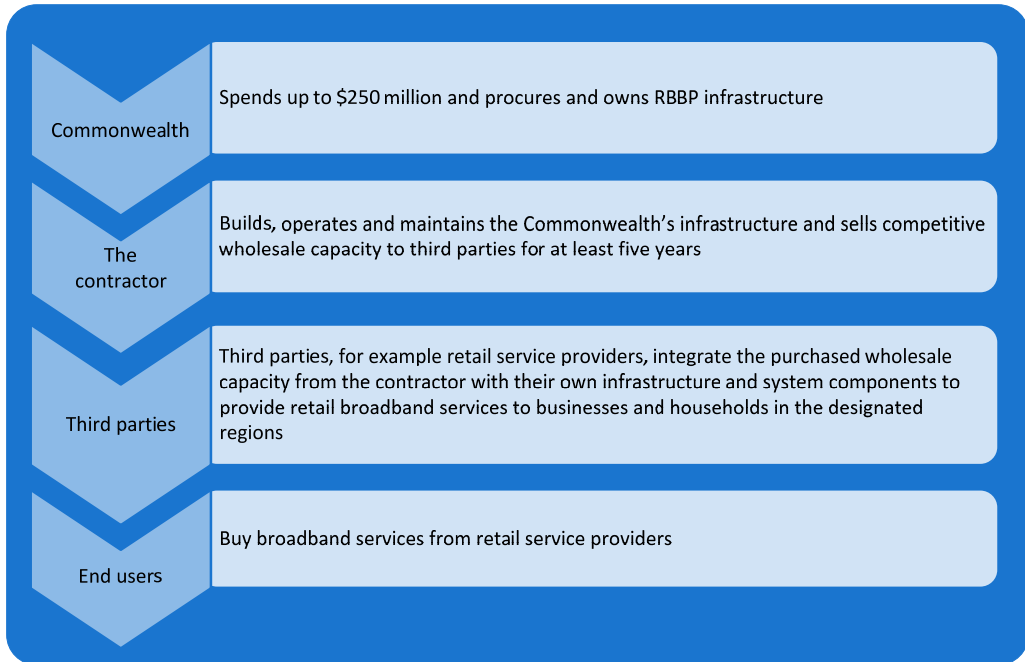 Commonwealth
Spends up to $250 million and procures and owns RBBP infrastructure
The
contractor
Builds, operates and maintains the Commonwealth's infrastructure and sells competitive
wholesale capacity to third parties for at least five years
Third parties
Third parties, for example retail service providers, integrate the purchased wholesale
capacity from the contractor with their own infrastructure and system components to
provide retail broadband services to businesses and households in the designated
regions
End users
Buy broadband services from retail service providers